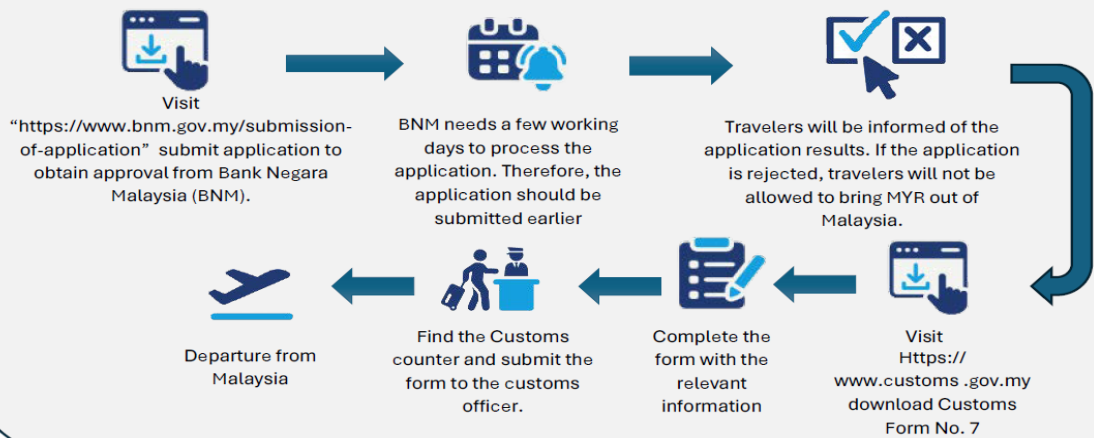 Visit
“https://www.bnm.gov.my/submission-
of-application” submit application to
obtain approval from Bank Negara
Malaysia (BNM).
BNM needs a few working
days to process the
application. Therefore, the
application should be
submitted earlier
Travelers will be informed of the
application results. If the application
is rejected, travelers will not be
allowed to bring MYR out of
Malaysia.
Visit
Https://
www.customs .gov.my
download Customs
Form No. 7
Complete the
form with the
relevant
information
Find the Customs
counter and submit the
form to the customs
officer.
Departure from
Malaysia